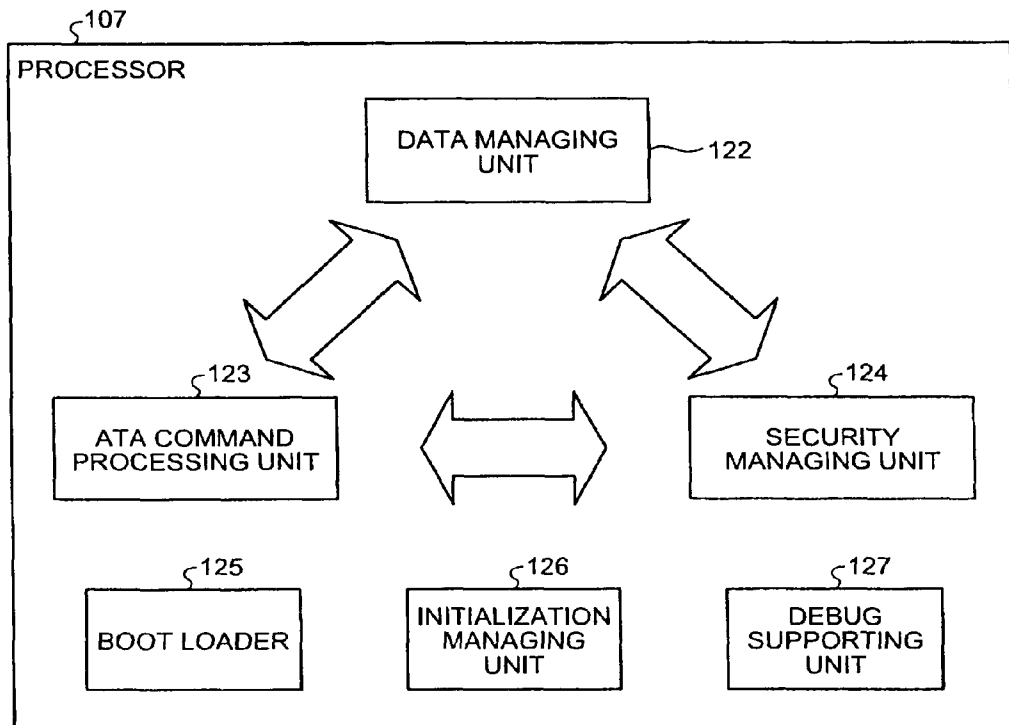 107
PROCESSOR
DATA MANAGING
UNIT
122
123
ATA COMMAND
PROCESSING UNIT
124
SECURITY
MANAGING UNIT
125
BOOT LOADER
126
INITIALIZATION
MANAGING
UNIT
127
DEBUG
SUPPORTING
UNIT